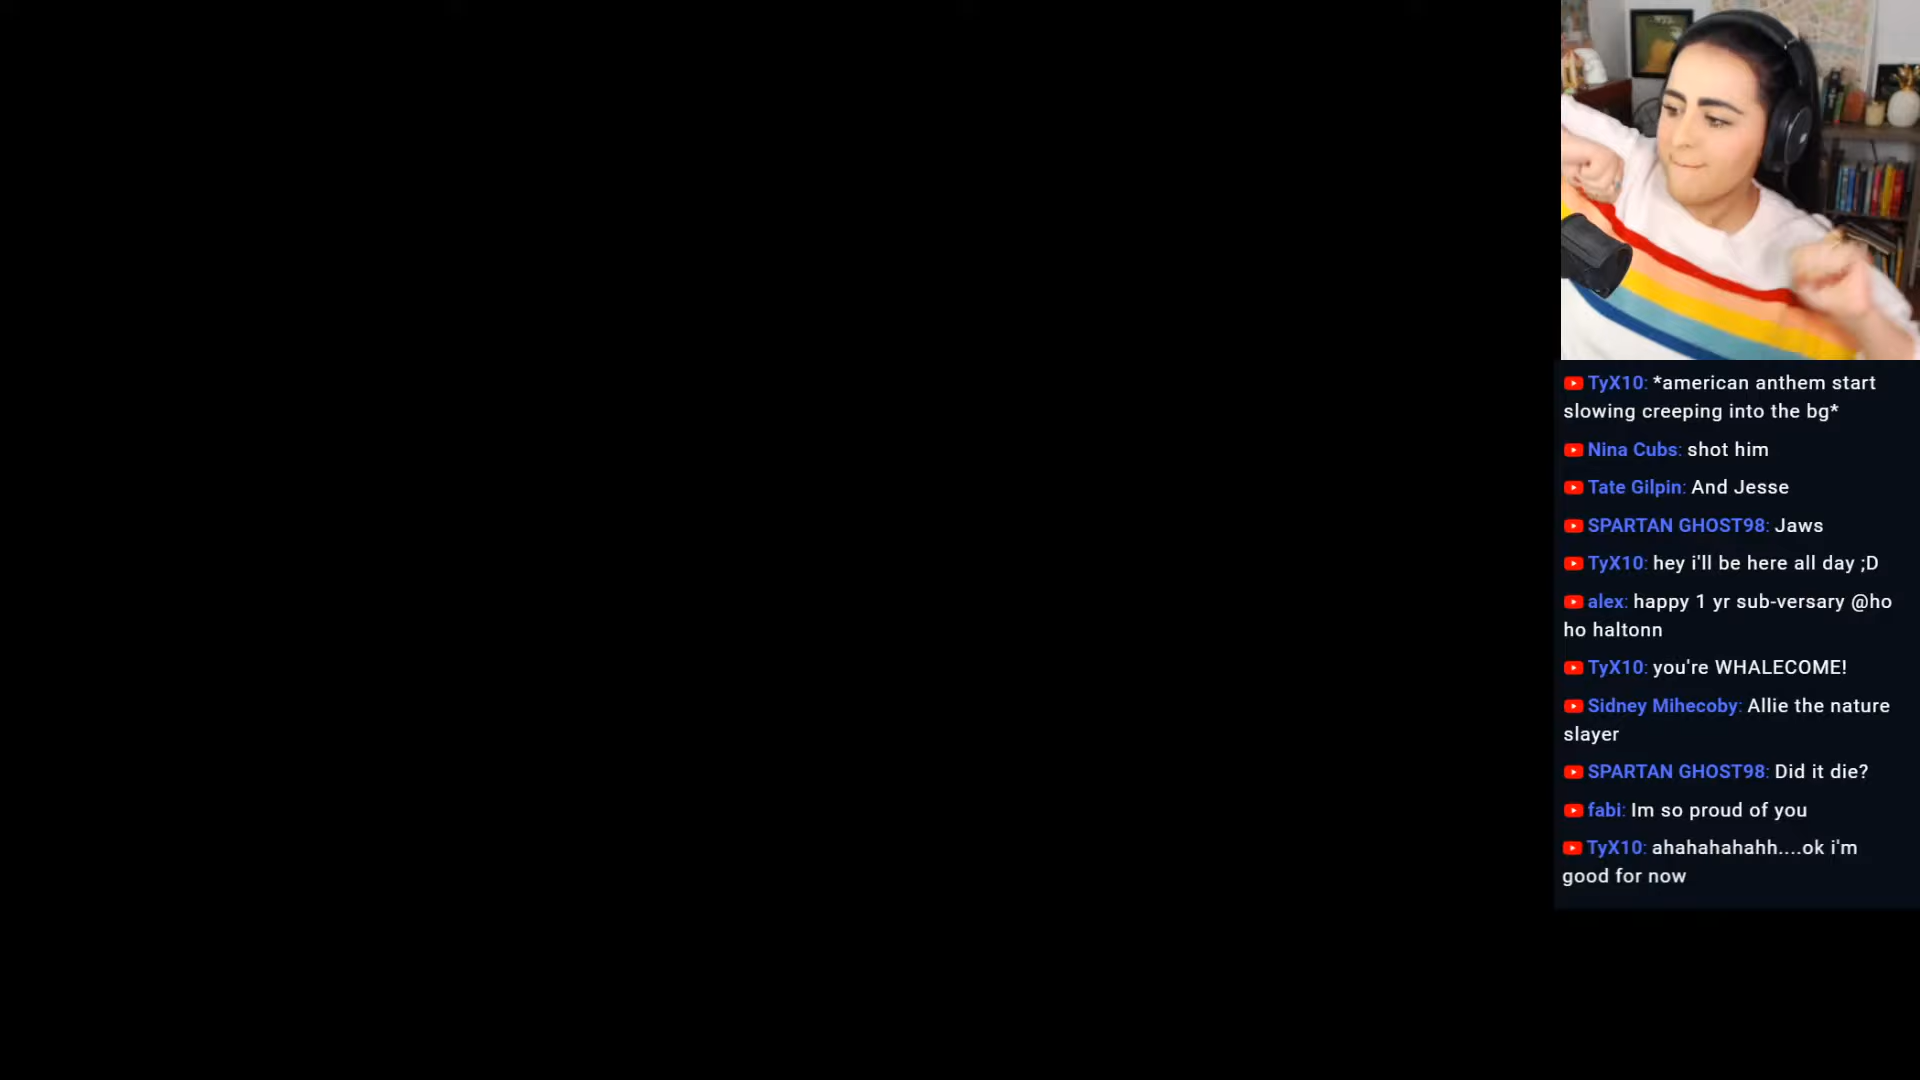 TyX10: *american anthem start
slowing creeping into the bg*
Nina Cubs: shot him
Tate Gilpin: And Jesse
SPARTAN GHOST98: Jaws
TyX10: hey i'll be here all day ;D
alex: happy 1 yr sub-versary @ho
ho haltonn
TyX10: you're WHALECOME!
Sidney Mihecoby: Allie the nature
slayer
SPARTAN GHOST98: Did it die?
fabi: Im so proud of you
TyX10: ahahahahahh....ok i'm
good for now